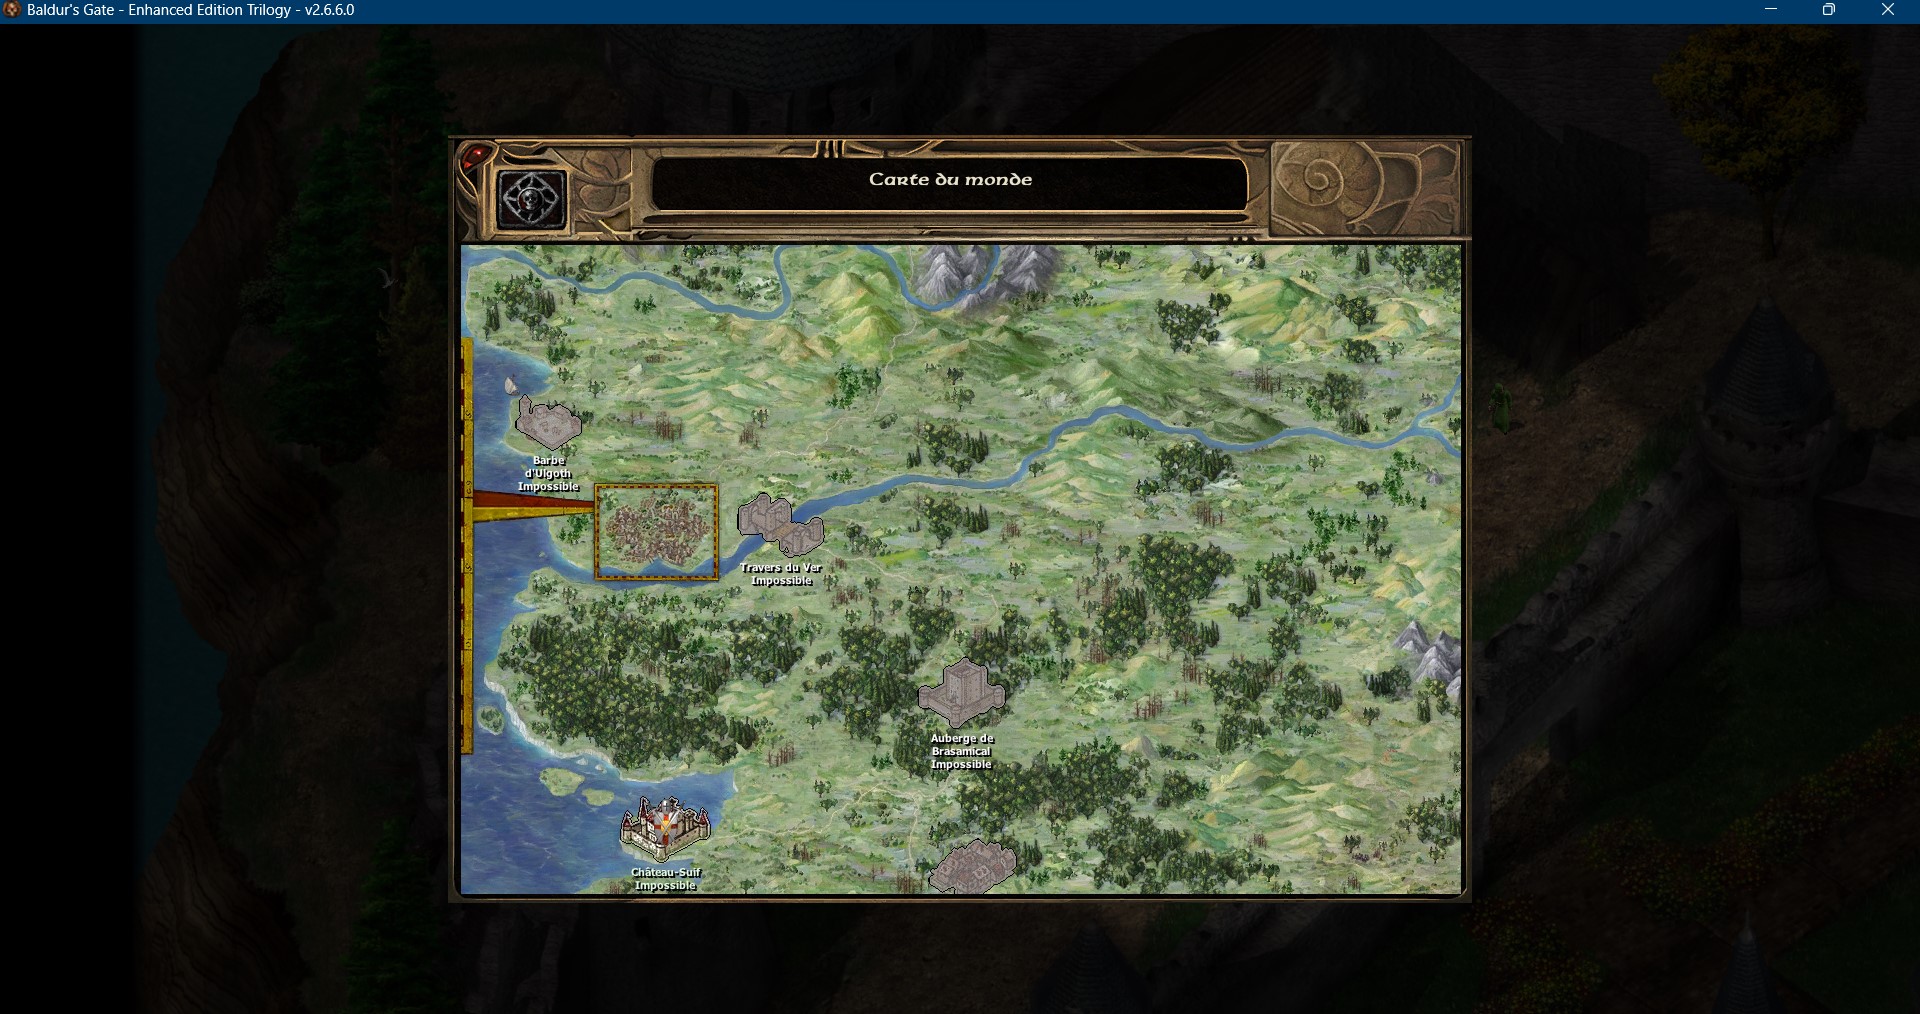 Baldur's Gate - Enhanced Edition Trilogy - v2.6.6.0
Carte du monde
Barbe
d'Ulgoth
Impossible
Travers du Ver
Impossible
Auberge de
Brasamical
Impossible
Château-Suif
Impossible